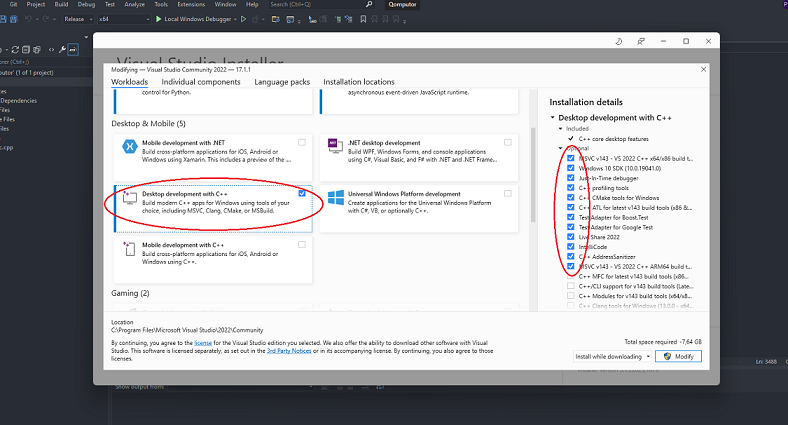 Git Project Build Debug Test Analyze Tools Extensions Window Help Search (Ctrl+Q) Qomputor
Release x64 Local Windows Debugger Auto
Visual Studio Installer
Modifying — Visual Studio Community 2022 — 17.1.1
Workloads Individual components Language packs Installation locations
control for Python.
asynchronous event-driven JavaScript runtime.
Desktop & Mobile (5)
Mobile development with .NET
Build cross-platform applications for iOS, Android or
Windows using Xamarin. This includes a preview of the ...
.NET desktop development
Build WPF, Windows Forms, and console applications
using C#, Visual Basic, and F# with .NET and .NET Frame...
Desktop development with C++
Build modern C++ apps for Windows using tools of your
choice, including MSVC, Clang, CMake, or MSBuild.
Universal Windows Platform development
Create applications for the Universal Windows Platform
with C#, VB, or optionally C++.
Mobile development with C++
Build cross-platform applications for iOS, Android or
Windows using C++.
Gaming (2)
Installation details
Desktop development with C++
Included
C++ core desktop features
Optional
MSVC v143 - VS 2022 C++ x64/x86 build t...
Windows 10 SDK (10.0.19041.0)
Just-In-Time debugger
C++ profiling tools
C++ CMake tools for Windows
C++ ATL for latest v143 build tools (x86 &...
Test Adapter for Boost.Test
Test Adapter for Google Test
Live Share 2022
IntelliCode
C++ AddressSanitizer
MSVC v143 - VS 2022 C++ ARM64 build t...
C++ MFC for latest v143 build tools (x86...
C++/CLI support for v143 build tools (Late...
C++ Modules for v143 build tools (x64/x8...
C++ Clang tools for Windows (13.0.0 - x64...
Location
C:\Program Files\Microsoft Visual Studio\2022\Community
By continuing, you agree to the license for the Visual Studio edition you selected. We also offer the ability to download other software with Visual
Studio. This software is licensed separately, as set out in the 3rd Party Notices or in its accompanying license. By continuing, you also agree to those
licenses.
Total space required -7,64 GB
Install while downloading Modify
Ln: 3488
Show output from: